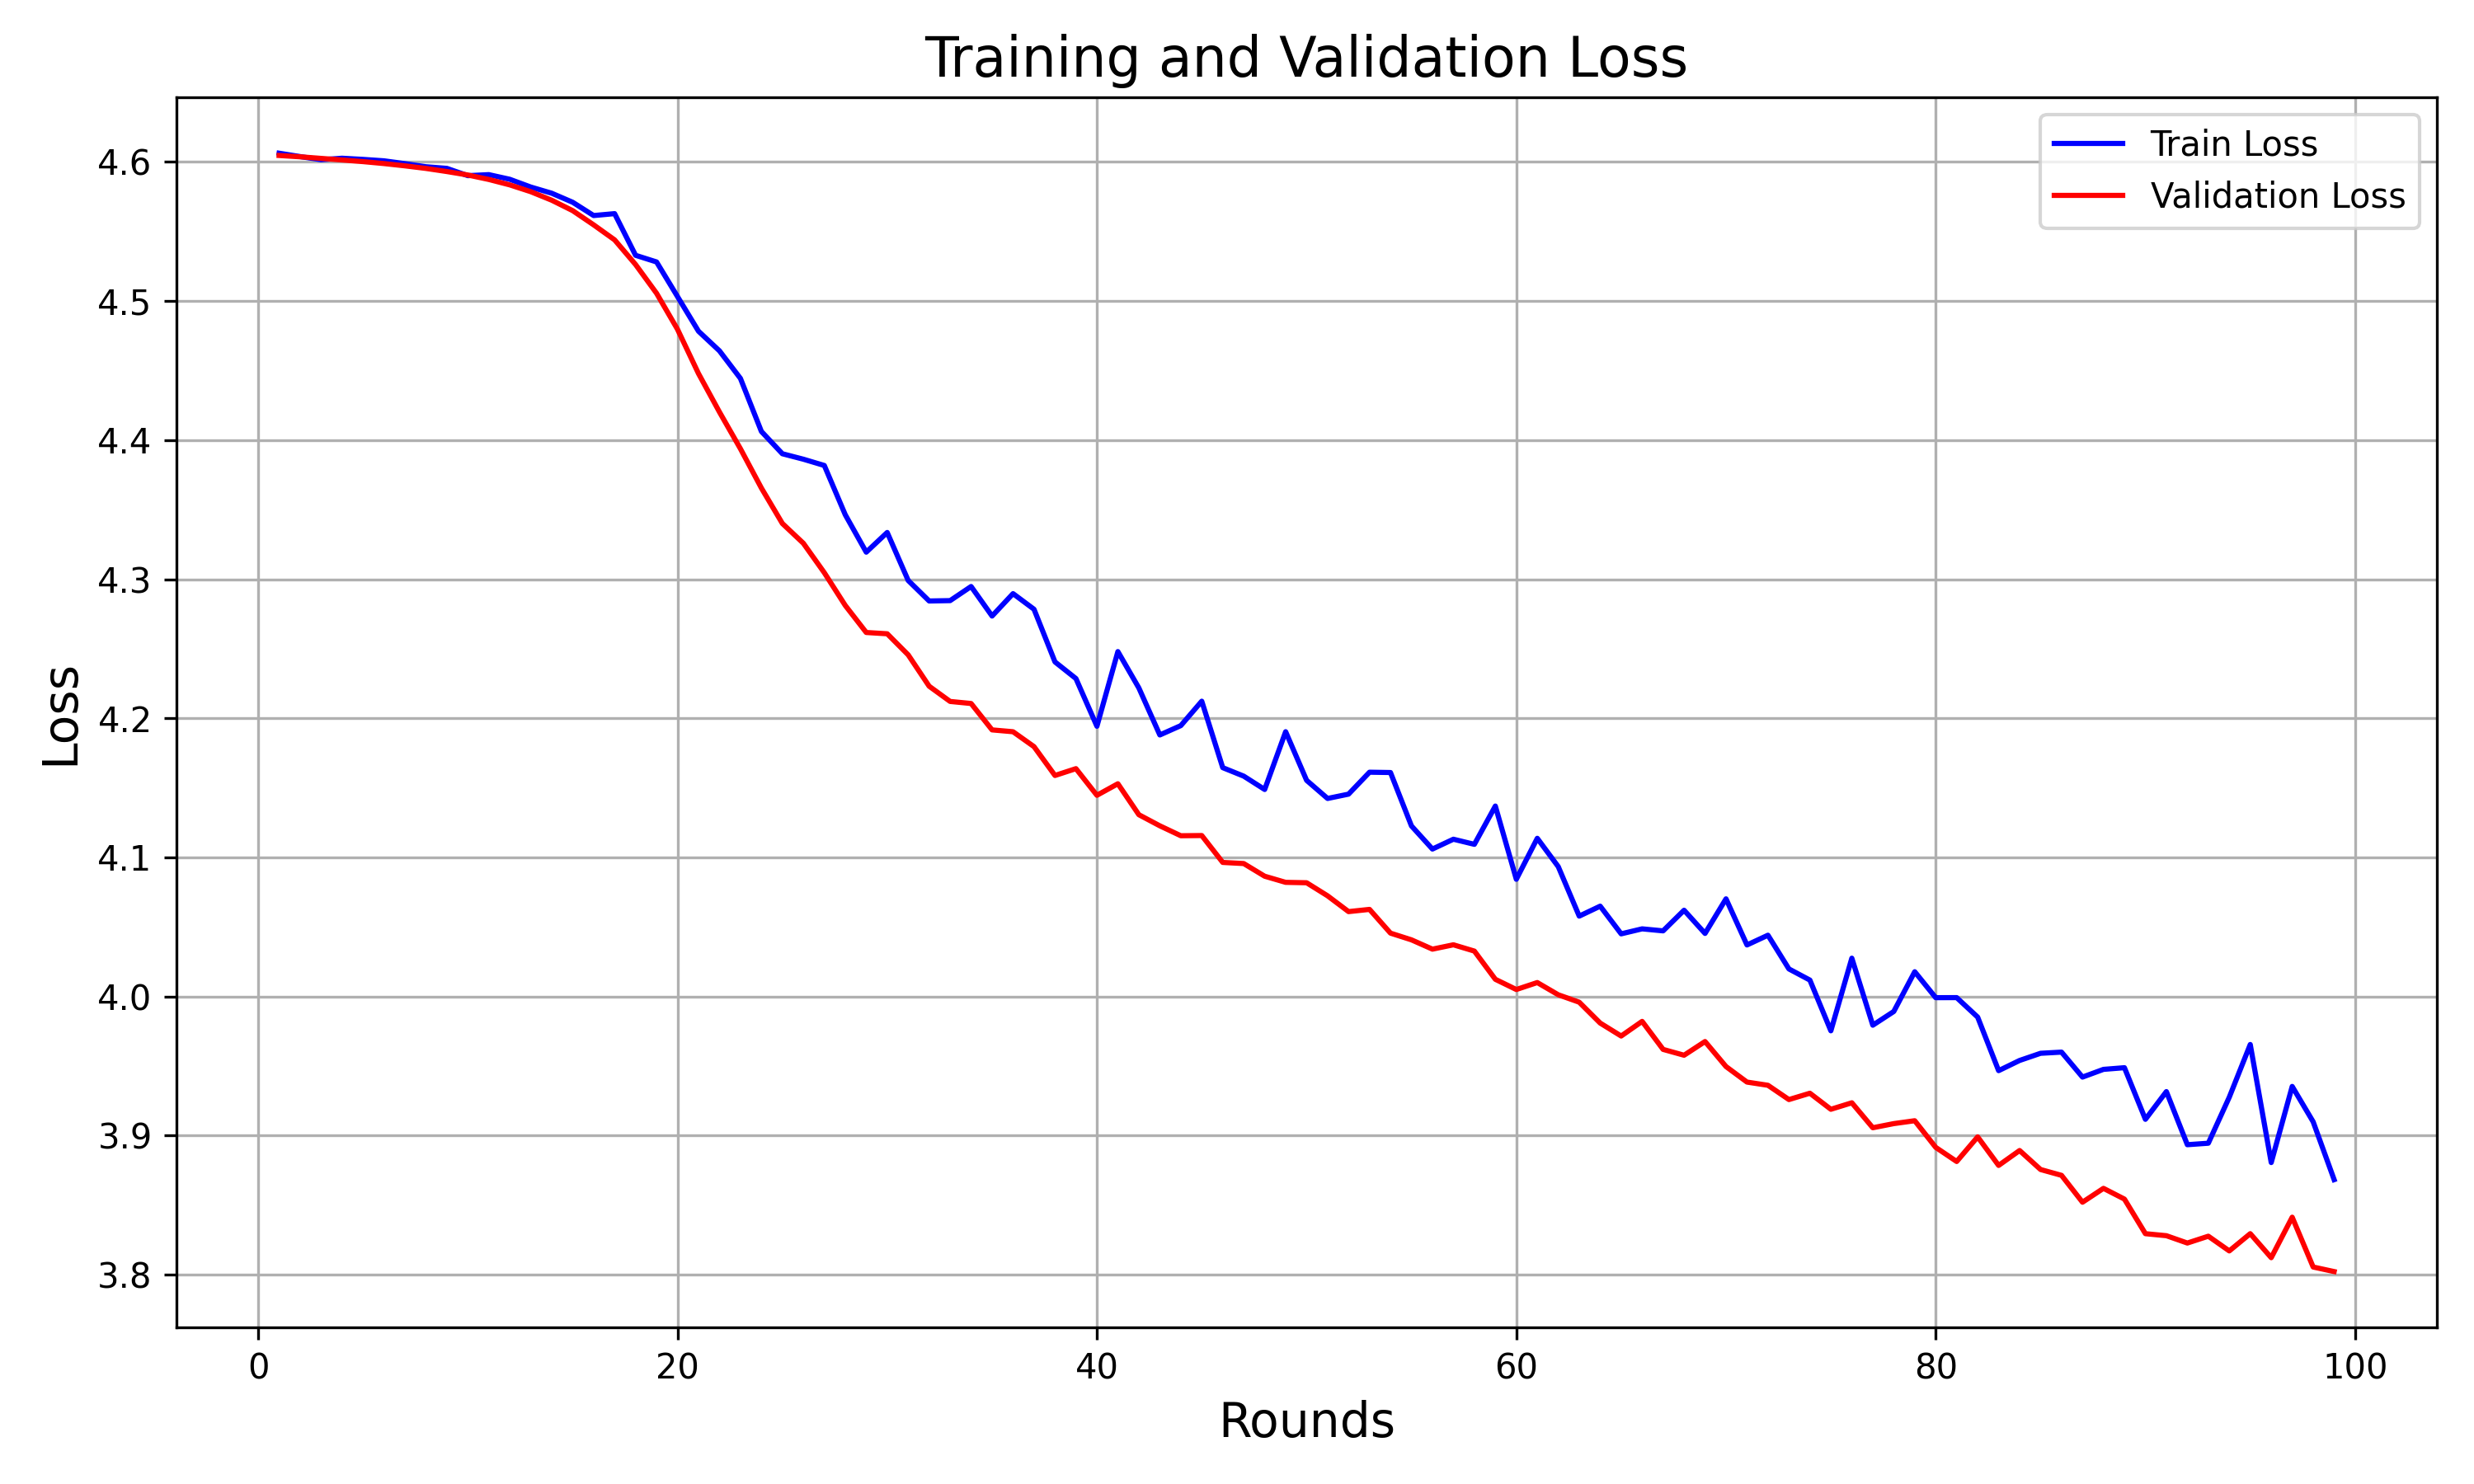 Training and Validation Loss
Train Loss
Validation Loss
4.6
4.5
4.4
4.3
4.2
4.1
4.0
3.9
3.8
Loss
0 20 40 60 80 100
Rounds